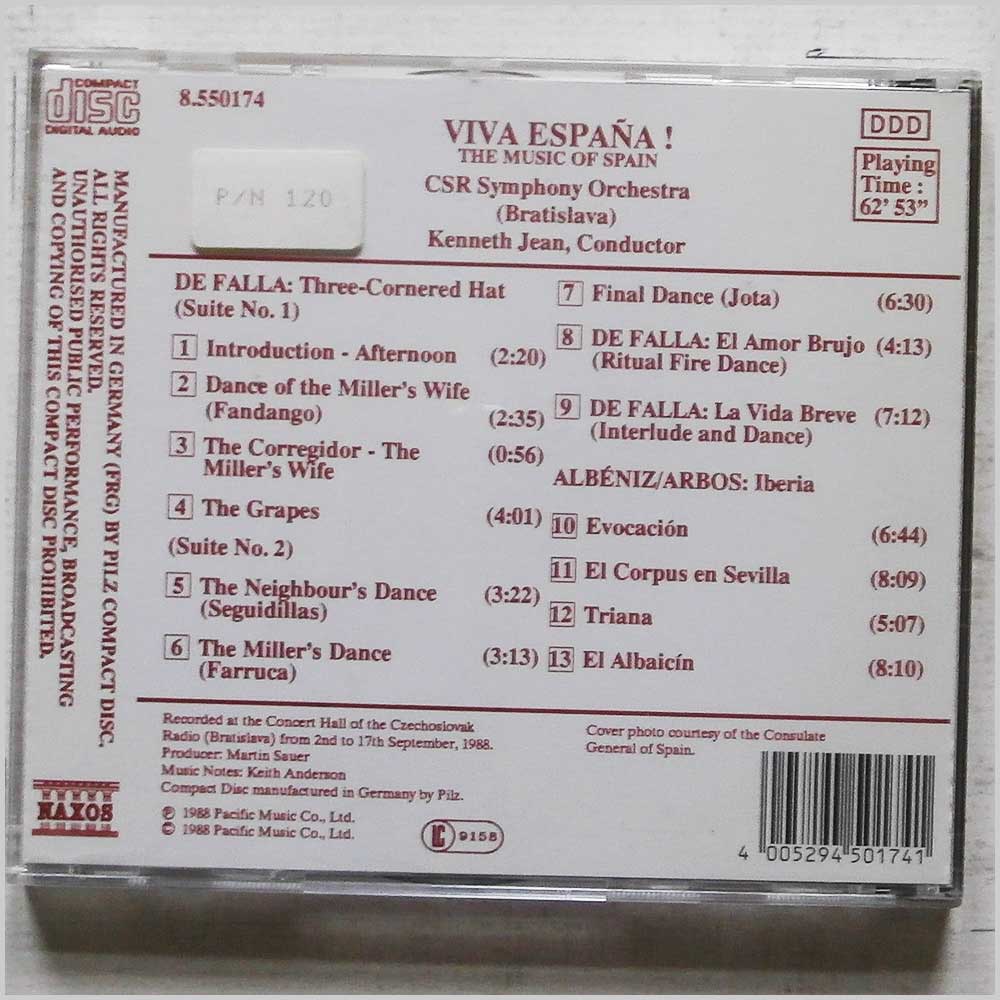 COMPACT
disc
DIGITAL AUDIO
8.550174
P/N 120
VIVA ESPAÑA !
THE MUSIC OF SPAIN
CSR Symphony Orchestra
(Bratislava)
Kenneth Jean, Conductor
DDD
Playing
Time :
62' 53"
MANUFACTURED IN GERMANY (FRG) BY PILZ COMPACT DISC.
ALL RIGHTS RESERVED.
UNAUTHORISED PUBLIC PERFORMANCE, BROADCASTING
AND COPYING OF THIS COMPACT DISC PROHIBITED.
NAXOS
DE FALLA: Three-Cornered Hat
(Suite No. 1)
1 Introduction - Afternoon (2:20)
2 Dance of the Miller's Wife
(Fandango) (2:35)
3 The Corregidor - The (0:56)
Miller's Wife
4 The Grapes (4:01)
(Suite No. 2)
5 The Neighbour's Dance (3:22)
(Seguidillas)
6 The Miller's Dance (3:13)
(Farruca)
7 Final Dance (Jota) (6:30)
8 DE FALLA: El Amor Brujo (4:13)
(Ritual Fire Dance)
9 DE FALLA: La Vida Breve (7:12)
(Interlude and Dance)
ALBÉNIZ/ARBOS: Iberia
10 Evocación (6:44)
11 El Corpus en Sevilla (8:09)
12 Triana (5:07)
13 El Albaicín (8:10)
Recorded at the Concert Hall of the Czechoslovak
Radio (Bratislava) from 2nd to 17th September, 1988.
Producer: Martin Sauer
Music Notes: Keith Anderson
Compact Disc manufactured in Germany by Pilz.
℗ 1988 Pacific Music Co., Ltd.
© 1988 Pacific Music Co., Ltd.
LC 9158
Cover photo courtesy of the Consulate
General of Spain.
4 005294 501741